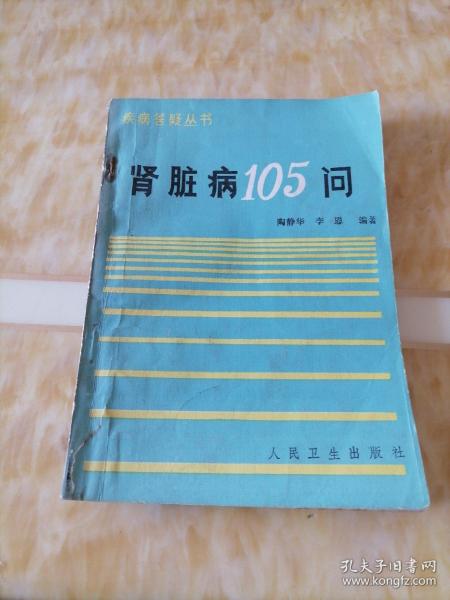 疾病答疑丛书
肾脏病105问
陶静华 李恩 编著
人民卫生出版社
孔夫子旧书网
www.kongfz.com